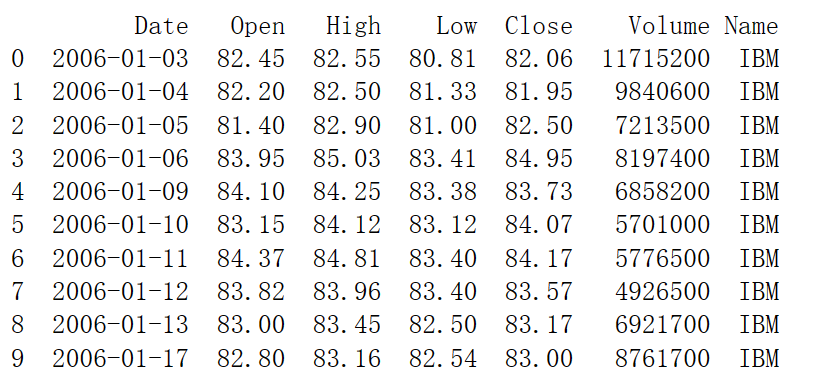 Date Open High Low Close Volume Name
0 2006-01-03 82.45 82.55 80.81 82.06 11715200 IBM
1 2006-01-04 82.20 82.50 81.33 81.95 9840600 IBM
2 2006-01-05 81.40 82.90 81.00 82.50 7213500 IBM
3 2006-01-06 83.95 85.03 83.41 84.95 8197400 IBM
4 2006-01-09 84.10 84.25 83.38 83.73 6858200 IBM
5 2006-01-10 83.15 84.12 83.12 84.07 5701000 IBM
6 2006-01-11 84.37 84.81 83.40 84.17 5776500 IBM
7 2006-01-12 83.82 83.96 83.40 83.57 4926500 IBM
8 2006-01-13 83.00 83.45 82.50 83.17 6921700 IBM
9 2006-01-17 82.80 83.16 82.54 83.00 8761700 IBM